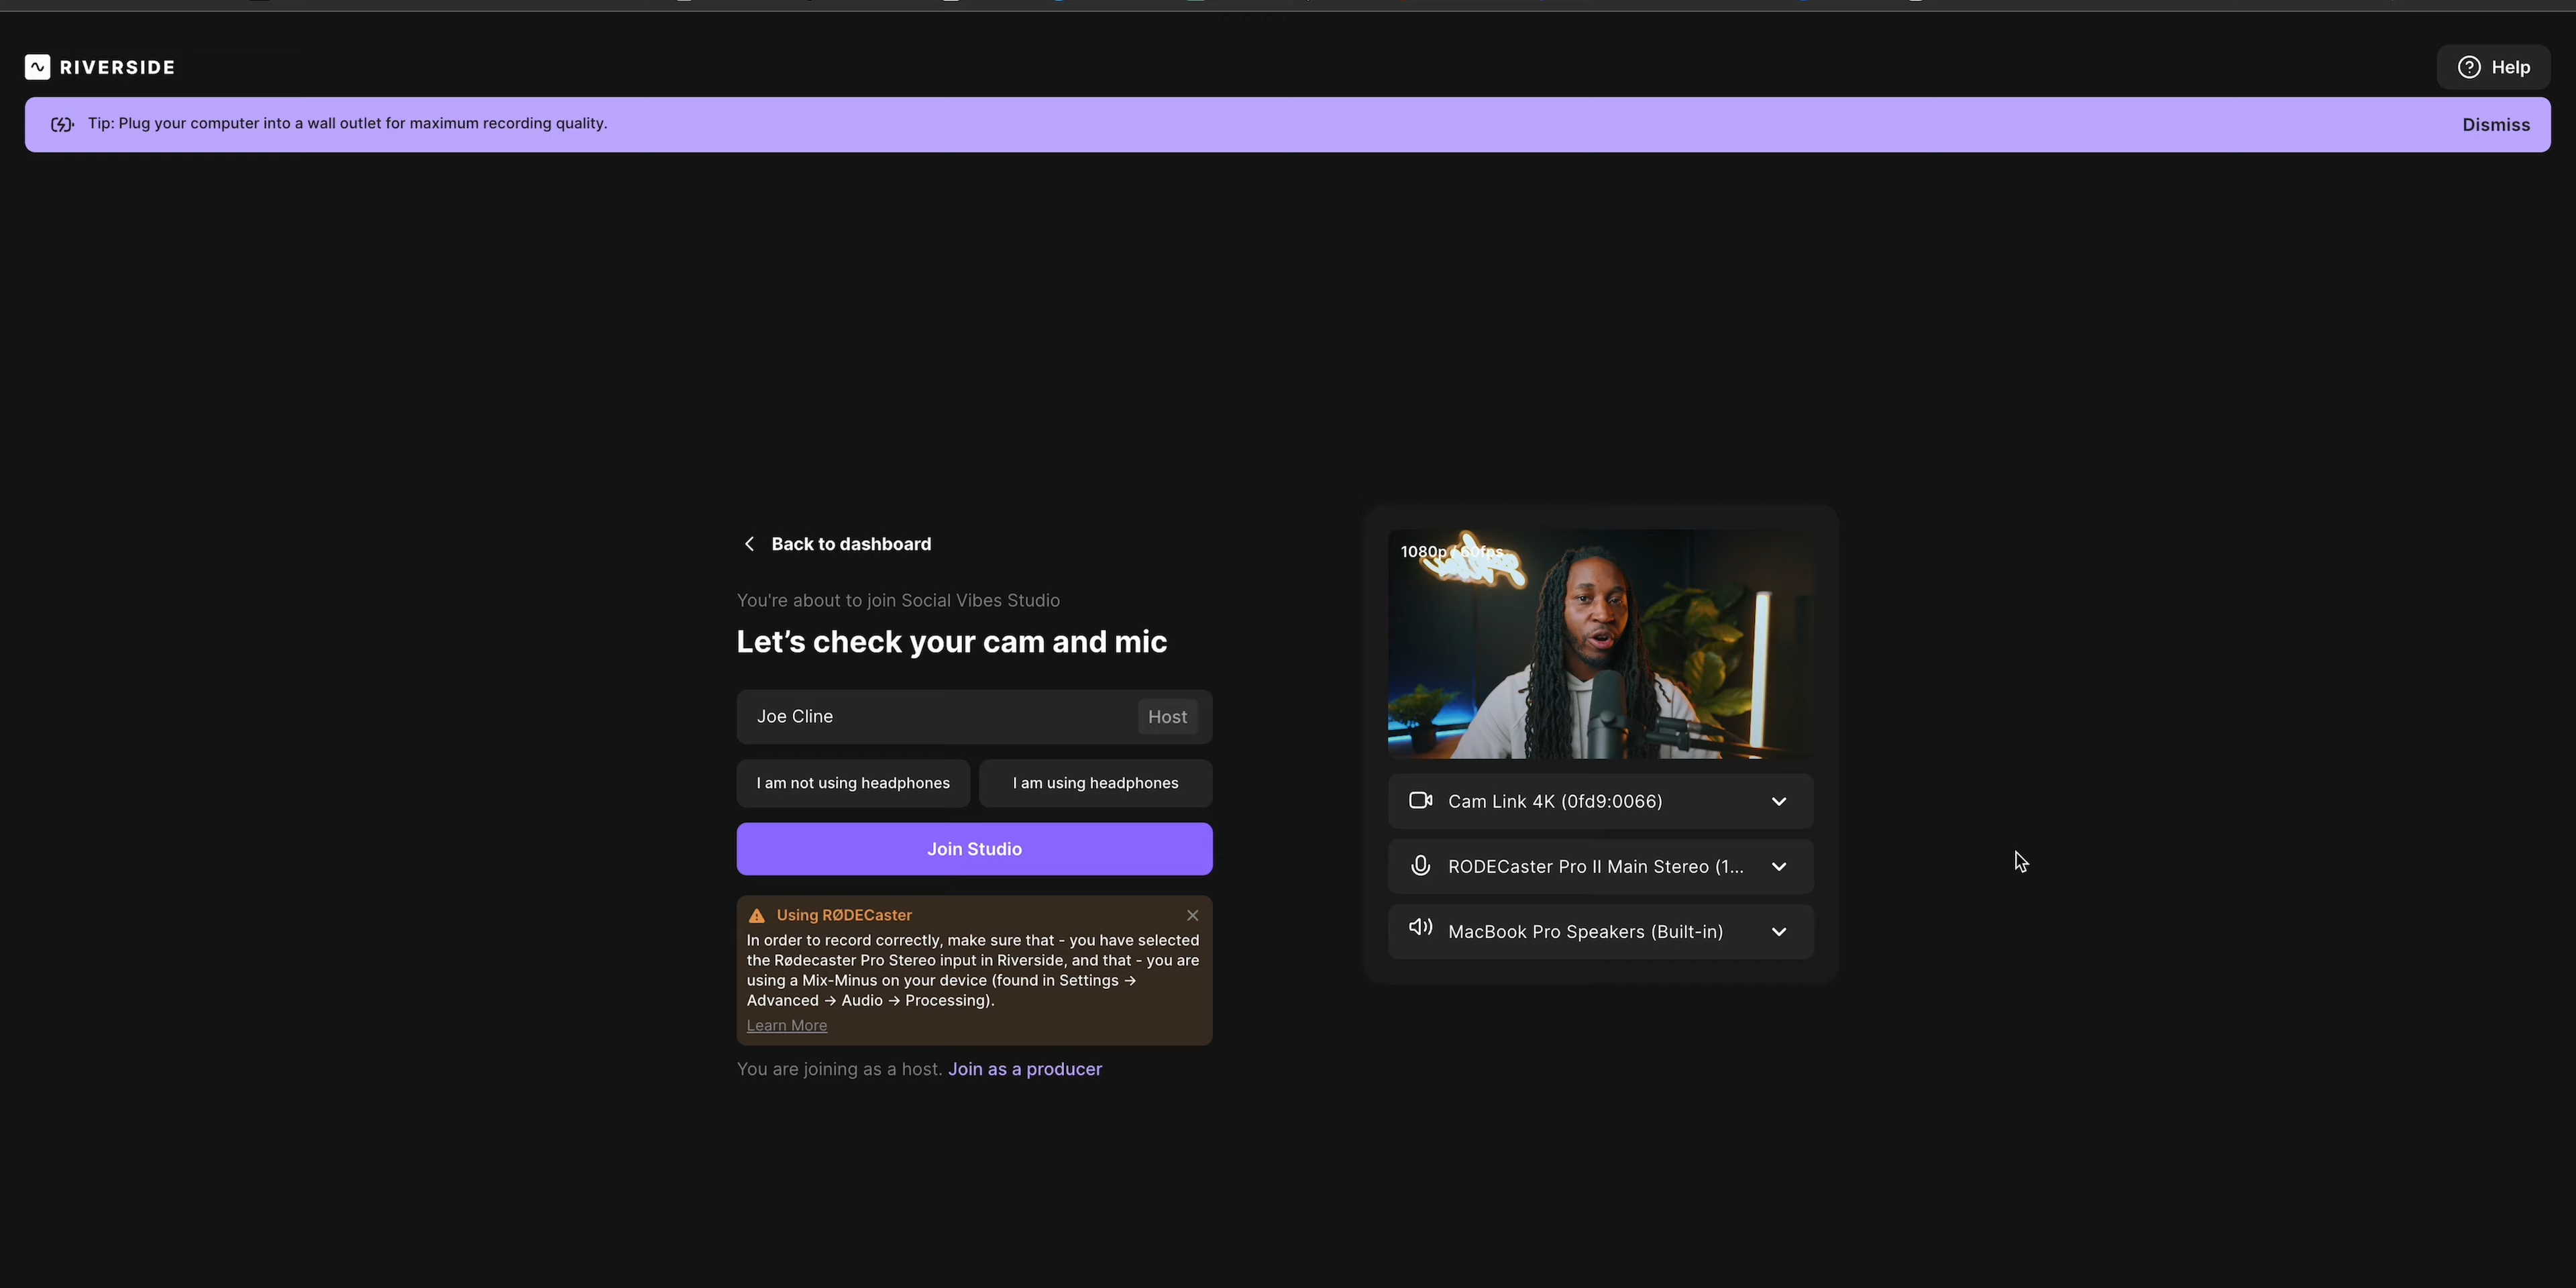 RIVERSIDE
Help
Tip: Plug your computer into a wall outlet for maximum recording quality.
Dismiss
Back to dashboard
You're about to join Social Vibes Studio
Let’s check your cam and mic
Joe Cline
Host
I am not using headphones
I am using headphones
Join Studio
Using RØDECaster
In order to record correctly, make sure that - you have selected
the Rødecaster Pro Stereo input in Riverside, and that - you are
using a Mix-Minus on your device (found in Settings →
Advanced → Audio → Processing).
Learn More
You are joining as a host. Join as a producer
1080p / 60fps
Cam Link 4K (0fd9:0066)
RODECaster Pro II Main Stereo (1...
MacBook Pro Speakers (Built-in)